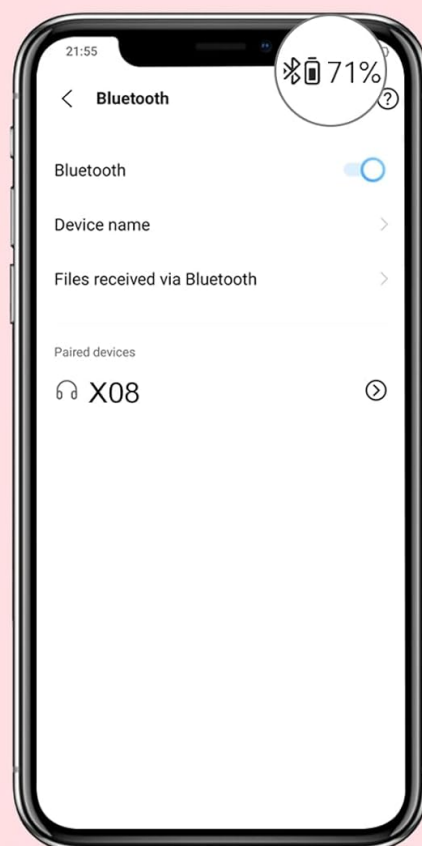 21:55
71%
Bluetooth
?
Bluetooth
Device name
Files received via Bluetooth
Paired devices
X08